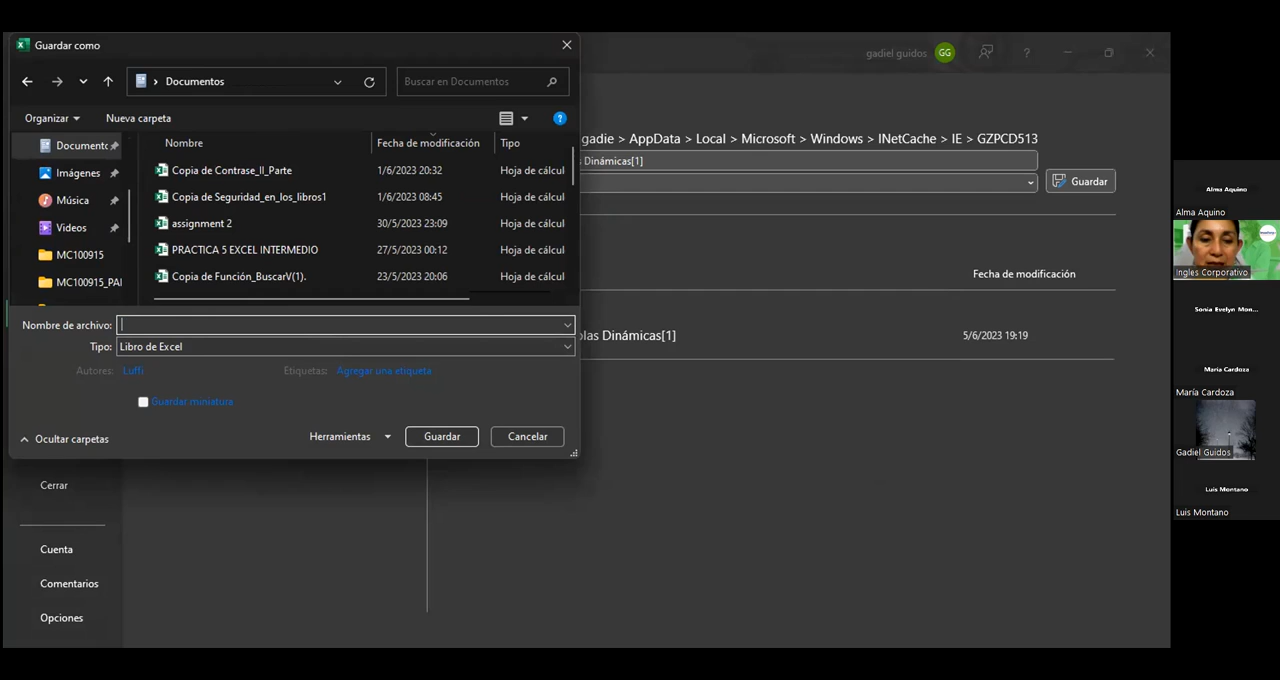 Guardar como
gadiel guidos GG ?
Documentos
Buscar en Documentos
Organizar Nueva carpeta ?
gadie > AppData > Local > Microsoft > Windows > INetCache > IE > GZPCD513
Dinámicas[1]
Guardar
Nombre Fecha de modificación Tipo
Imágenes
Música
Videos
MC100915
Copia de Contrase_II_Parte 1/6/2023 20:32 Hoja de cálcul
Copia de Seguridad_en_los_libros1 1/6/2023 08:45 Hoja de cálcul
assignment 2 30/5/2023 23:09 Hoja de cálcul
PRACTICA 5 EXCEL INTERMEDIO 27/5/2023 00:12 Hoja de cálcul
Copia de Función_BuscarV(1). 23/5/2023 20:06 Hoja de cálcul
Fecha de modificación
Nombre de archivo:
Tipo: Libro de Excel
Dinámicas[1] 5/6/2023 19:19
Autores: Luffi Etiquetas: Agregar una etiqueta
Guardar miniatura
Ocultar carpetas Herramientas Guardar Cancelar
Cerrar
Cuenta
Comentarios
Opciones
Alma Aquino
Alma Aquino
Ingles Corporativo
Sonia Evelyn Mon...
Maria Cardoza
María Cardoza
Gadiel Guidos
Luis Montano
Luis Montano